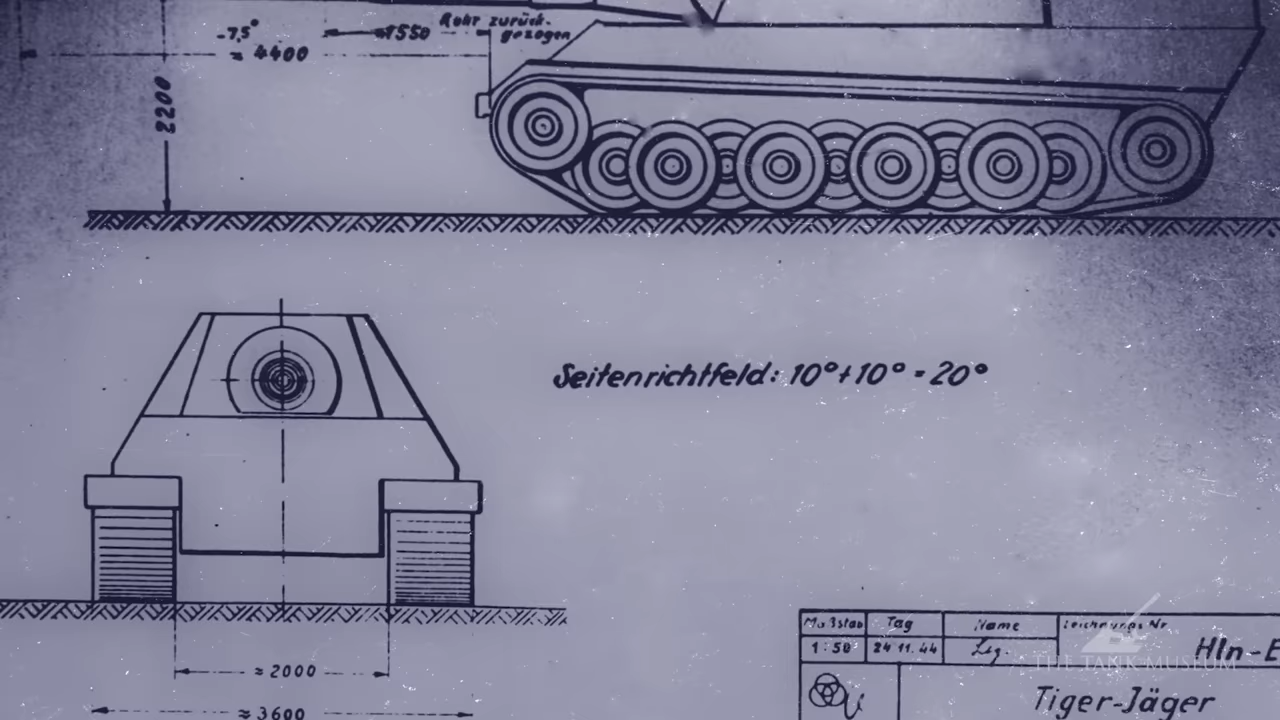 -7,5°
≈1550
Rohr zurück-
gezogen
≈ 4400
2200
Seitenrichtfeld: 10°+10° = 20°
≈2000
≈3600
Maßstab Tag Name Zeichnungs Nr.
1:50 24.11.44
Hln-E
THE TANK MUSEUM
Tiger-Jäger